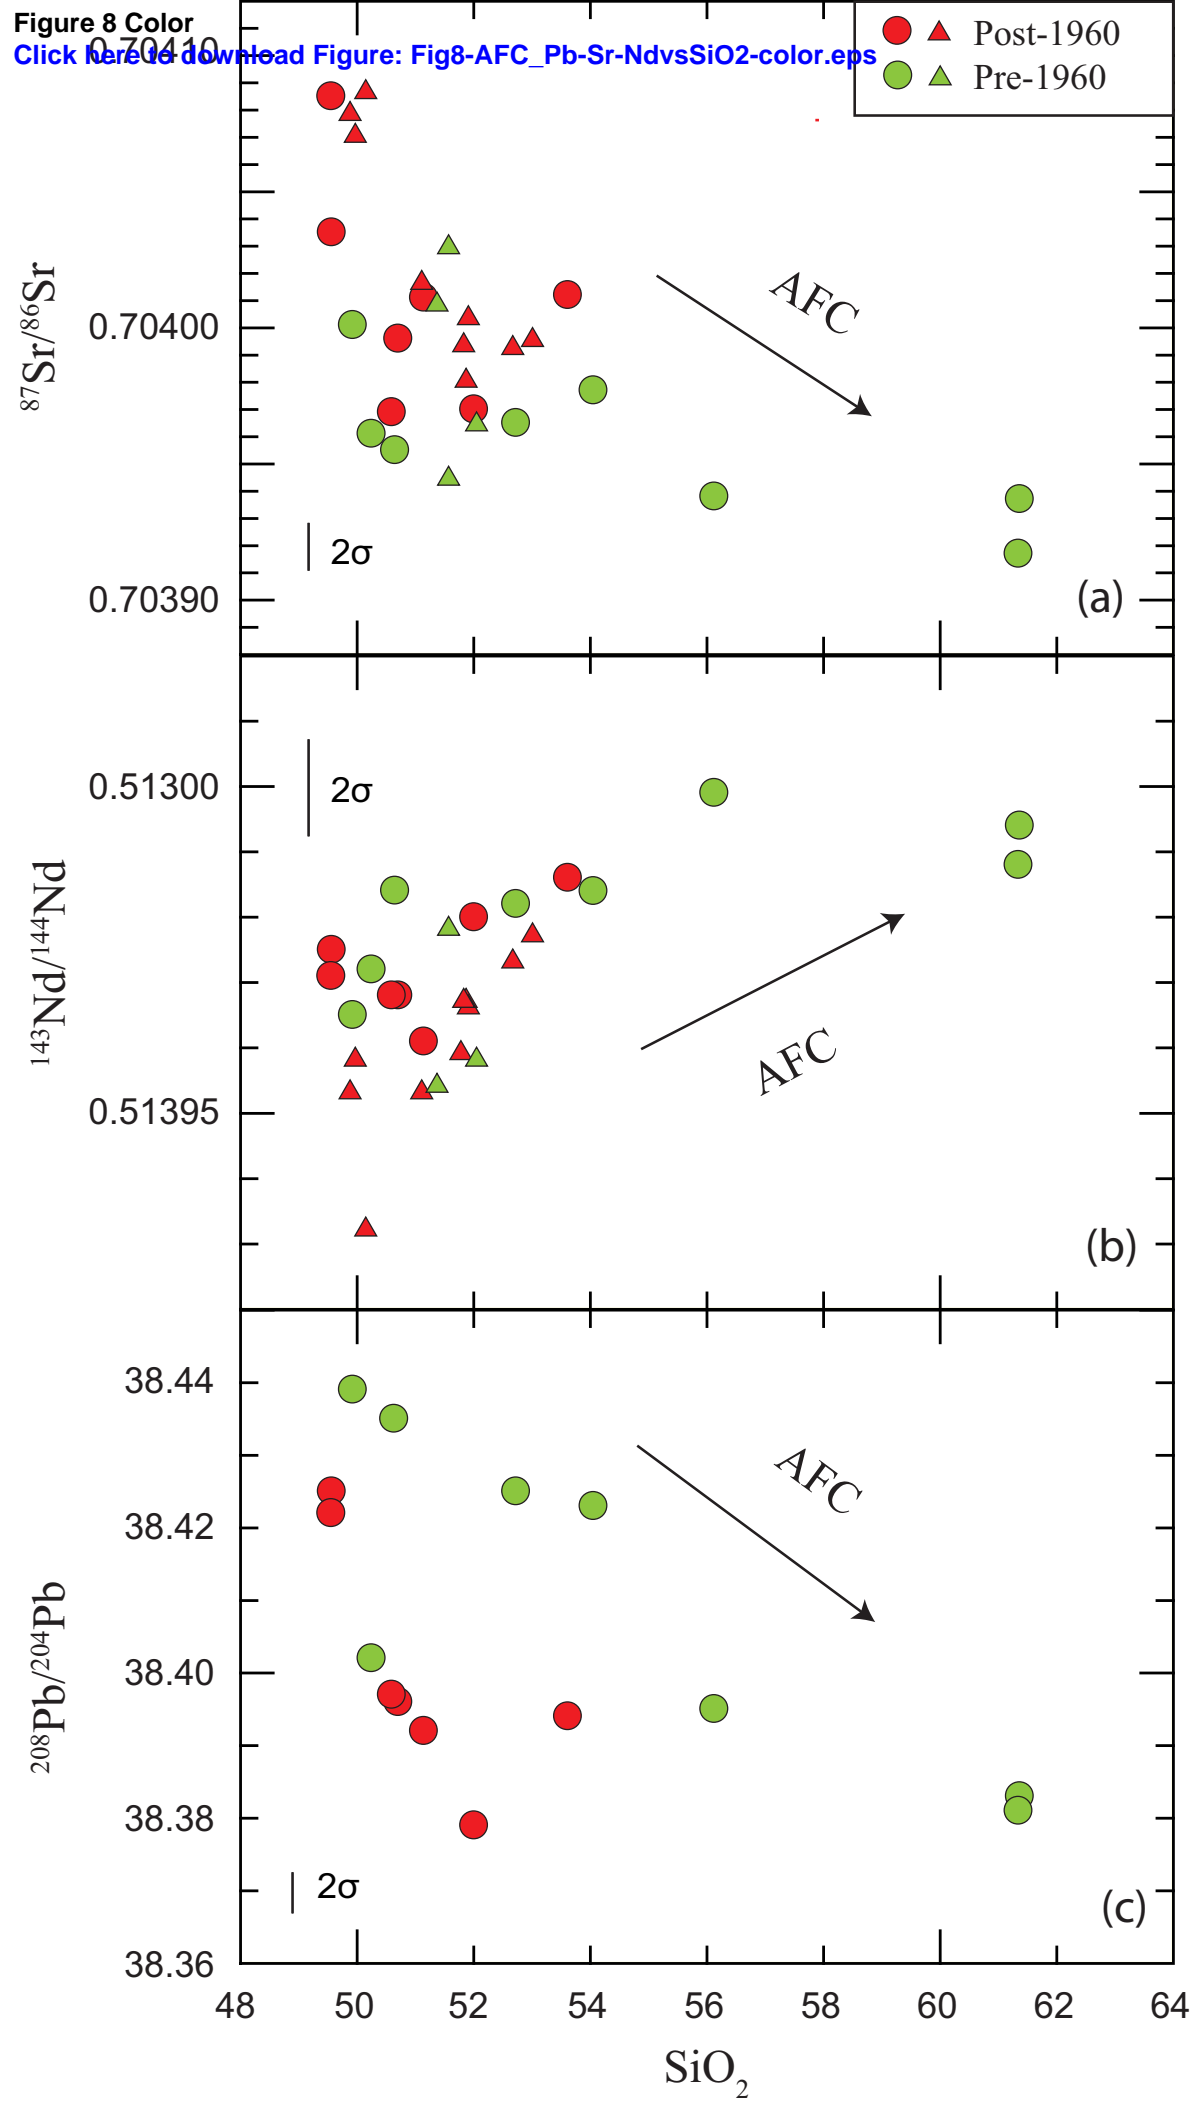 Figure 8 Color
Click here to download Figure: Fig8-AFC_Pb-Sr-NdvsSiO2-color.eps
0.70410
Post-1960
Pre-1960
⁸⁷Sr/⁸⁶Sr
AFC
0.70400
2σ
0.70390
(a)
0.51300
2σ
¹⁴³Nd/¹⁴⁴Nd
AFC
0.51395
(b)
38.44
AFC
38.42
²⁰⁸Pb/²⁰⁴Pb
38.40
38.38
2σ
(c)
38.36
48 50 52 54 56 58 60 62 64
SiO₂